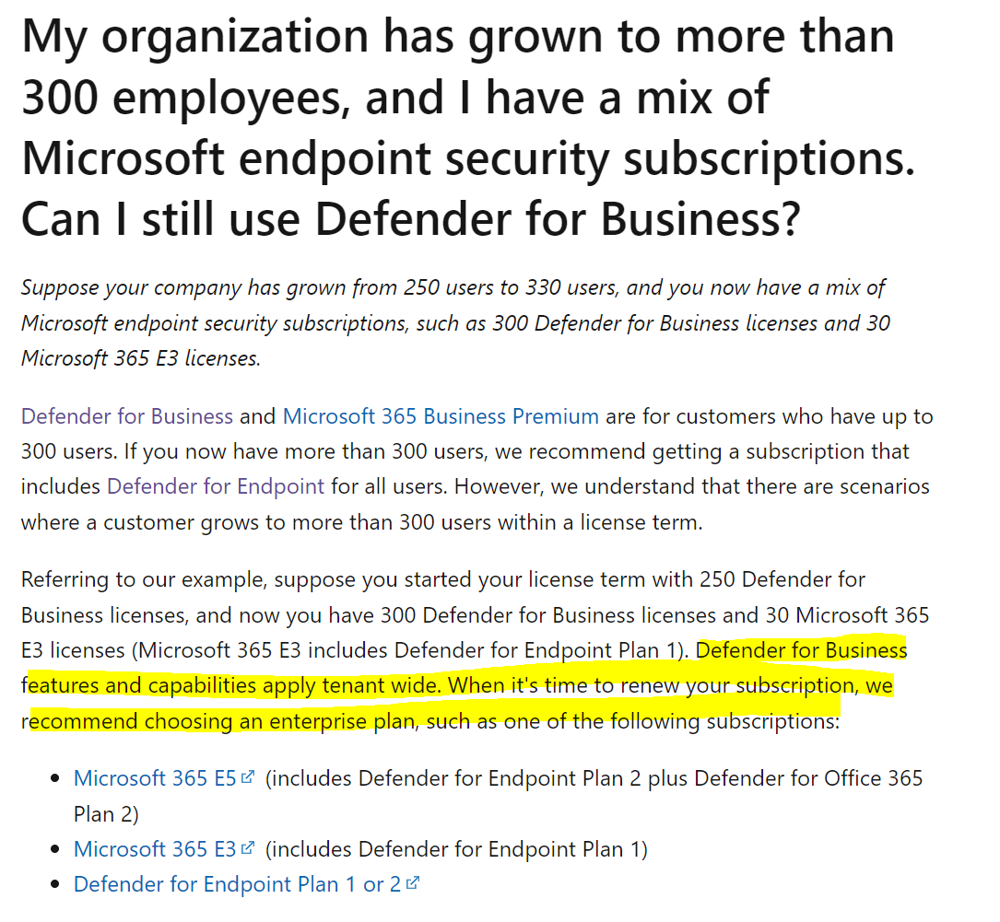 My organization has grown to more than
300 employees, and I have a mix of
Microsoft endpoint security subscriptions.
Can I still use Defender for Business?
Suppose your company has grown from 250 users to 330 users, and you now have a mix of
Microsoft endpoint security subscriptions, such as 300 Defender for Business licenses and 30
Microsoft 365 E3 licenses.
Defender for Business and Microsoft 365 Business Premium are for customers who have up to
300 users. If you now have more than 300 users, we recommend getting a subscription that
includes Defender for Endpoint for all users. However, we understand that there are scenarios
where a customer grows to more than 300 users within a license term.
Referring to our example, suppose you started your license term with 250 Defender for
Business licenses, and now you have 300 Defender for Business licenses and 30 Microsoft 365
E3 licenses (Microsoft 365 E3 includes Defender for Endpoint Plan 1). Defender for Business
features and capabilities apply tenant wide. When it's time to renew your subscription, we
recommend choosing an enterprise plan, such as one of the following subscriptions:
• Microsoft 365 E5 (includes Defender for Endpoint Plan 2 plus Defender for Office 365
Plan 2)
• Microsoft 365 E3 (includes Defender for Endpoint Plan 1)
• Defender for Endpoint Plan 1 or 2